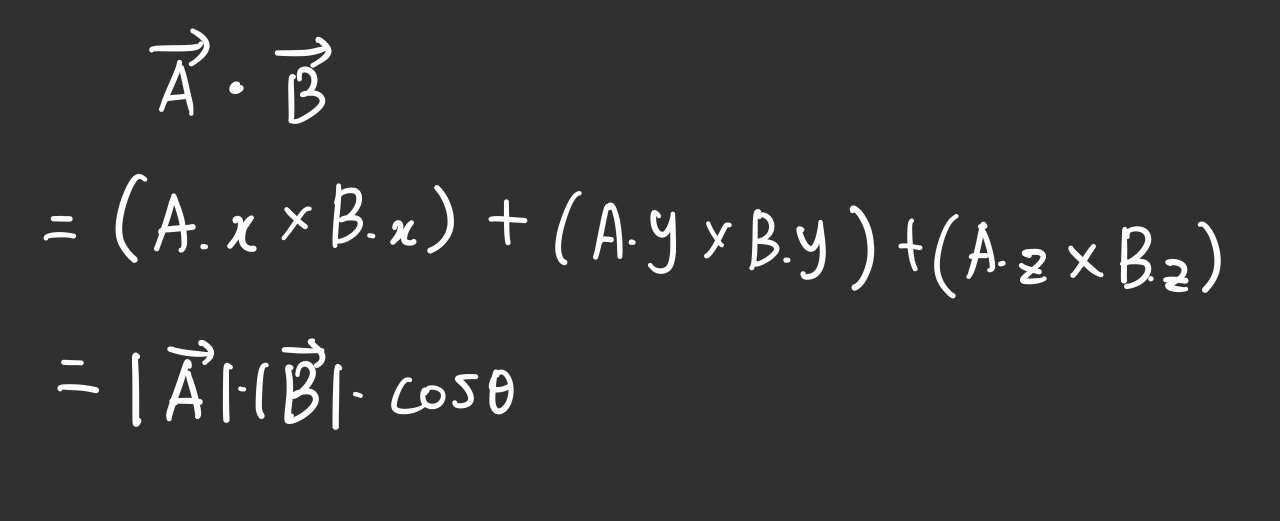 A⃗ · B⃗
= (A.x × B.x) + (A.y × B.y) + (A.z × B.z)
= |A⃗|·|B⃗|· cosθ